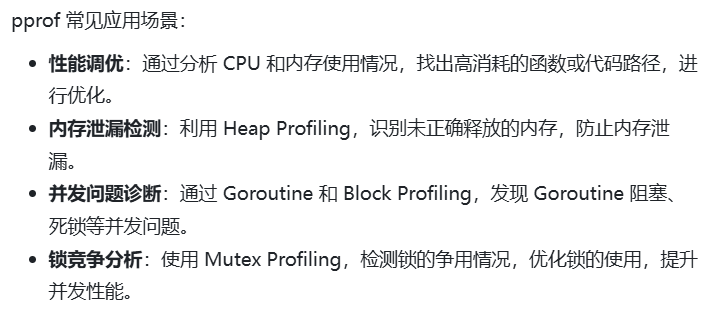 pprof 常见应用场景：
• 性能调优：通过分析 CPU 和内存使用情况，找出高消耗的函数或代码路径，进
行优化。
• 内存泄漏检测：利用 Heap Profiling，识别未正确释放的内存，防止内存泄
漏。
• 并发问题诊断：通过 Goroutine 和 Block Profiling，发现 Goroutine 阻塞、
死锁等并发问题。
• 锁竞争分析：使用 Mutex Profiling，检测锁的争用情况，优化锁的使用，提升
并发性能。